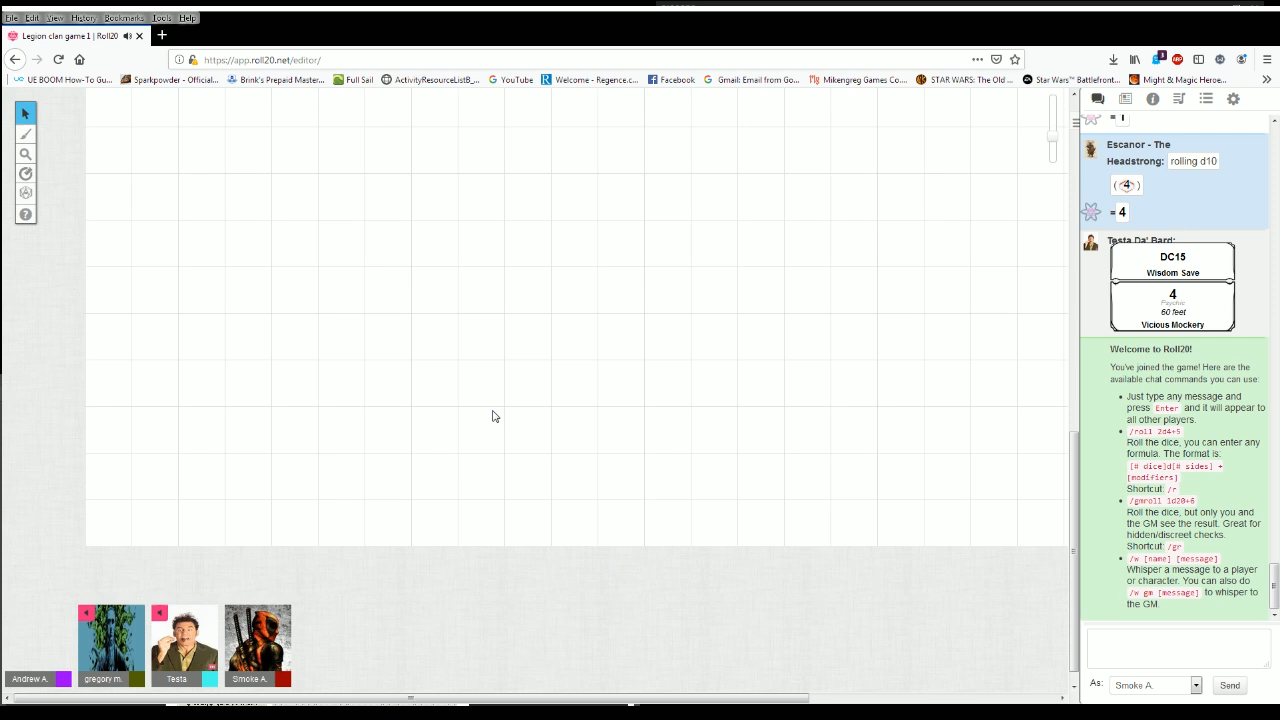 File Edit View History Bookmarks Tools Help
Legion clan game 1 | Roll20
https://app.roll20.net/editor/
UE BOOM How-To Gu... Sparkpowder - Official... Brink's Prepaid Master... Full Sail ActivityResourceListB_... YouTube Welcome - Regence.c... Facebook Gmail: Email from Go... Mikengreg Games Co... STAR WARS: The Old ... Star Wars™ Battlefront... Might & Magic Heroe...
= 1
Escanor - The
Headstrong: rolling d10
( 4 )
= 4
Testa Da' Bard:
DC15
Wisdom Save
4
Psychic
60 feet
Vicious Mockery
Welcome to Roll20!
You've joined the game! Here are the
available chat commands you can use:
Just type any message and
press Enter and it will appear to
all other players.
/roll 2d4+5
Roll the dice, you can enter any
formula. The format is:
[# dice]d[# sides] +
[modifiers]
Shortcut: /r
/gmroll 1d20+6
Roll the dice, but only you and
the GM see the result. Great for
hidden/discreet checks.
Shortcut: /gr
/w [name] [message]
Whisper a message to a player
or character. You can also do
/w gm [message] to whisper to
the GM.
As: Smoke A. Send
Andrew A. gregory m. Testa Smoke A.